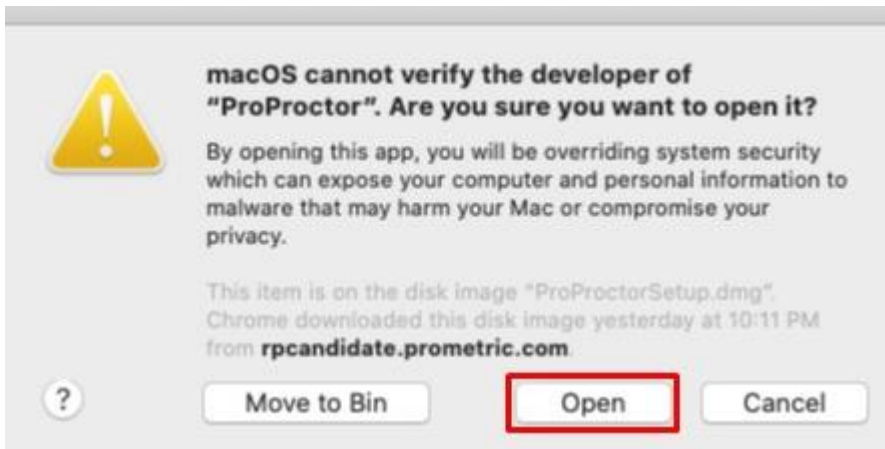 macOS cannot verify the developer of
“ProProctor”. Are you sure you want to open it?
By opening this app, you will be overriding system security
which can expose your computer and personal information to
malware that may harm your Mac or compromise your
privacy.
This item is on the disk image “ProProctorSetup.dmg”.
Chrome downloaded this disk image yesterday at 10:11 PM
from rpcandidate.prometric.com.
? Move to Bin Open Cancel